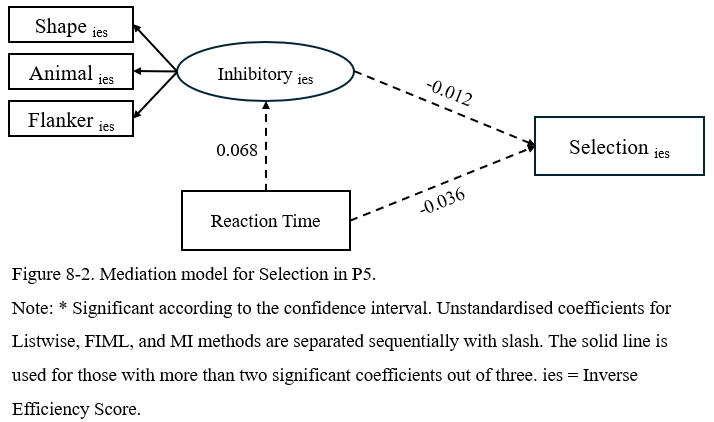 Shape ies
Animal ies
Flanker ies
Inhibitory ies
-0.012
0.068
Selection ies
-0.036
Reaction Time
Figure 8-2. Mediation model for Selection in P5.
Note: * Significant according to the confidence interval. Unstandardised coefficients for
Listwise, FIML, and MI methods are separated sequentially with slash. The solid line is
used for those with more than two significant coefficients out of three. ies = Inverse
Efficiency Score.